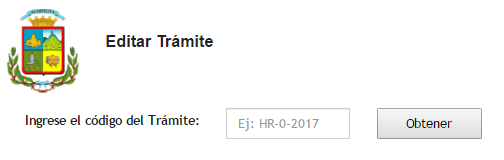 Editar Trámite
Ingrese el código del Trámite: Ej: HR-0-2017 Obtener